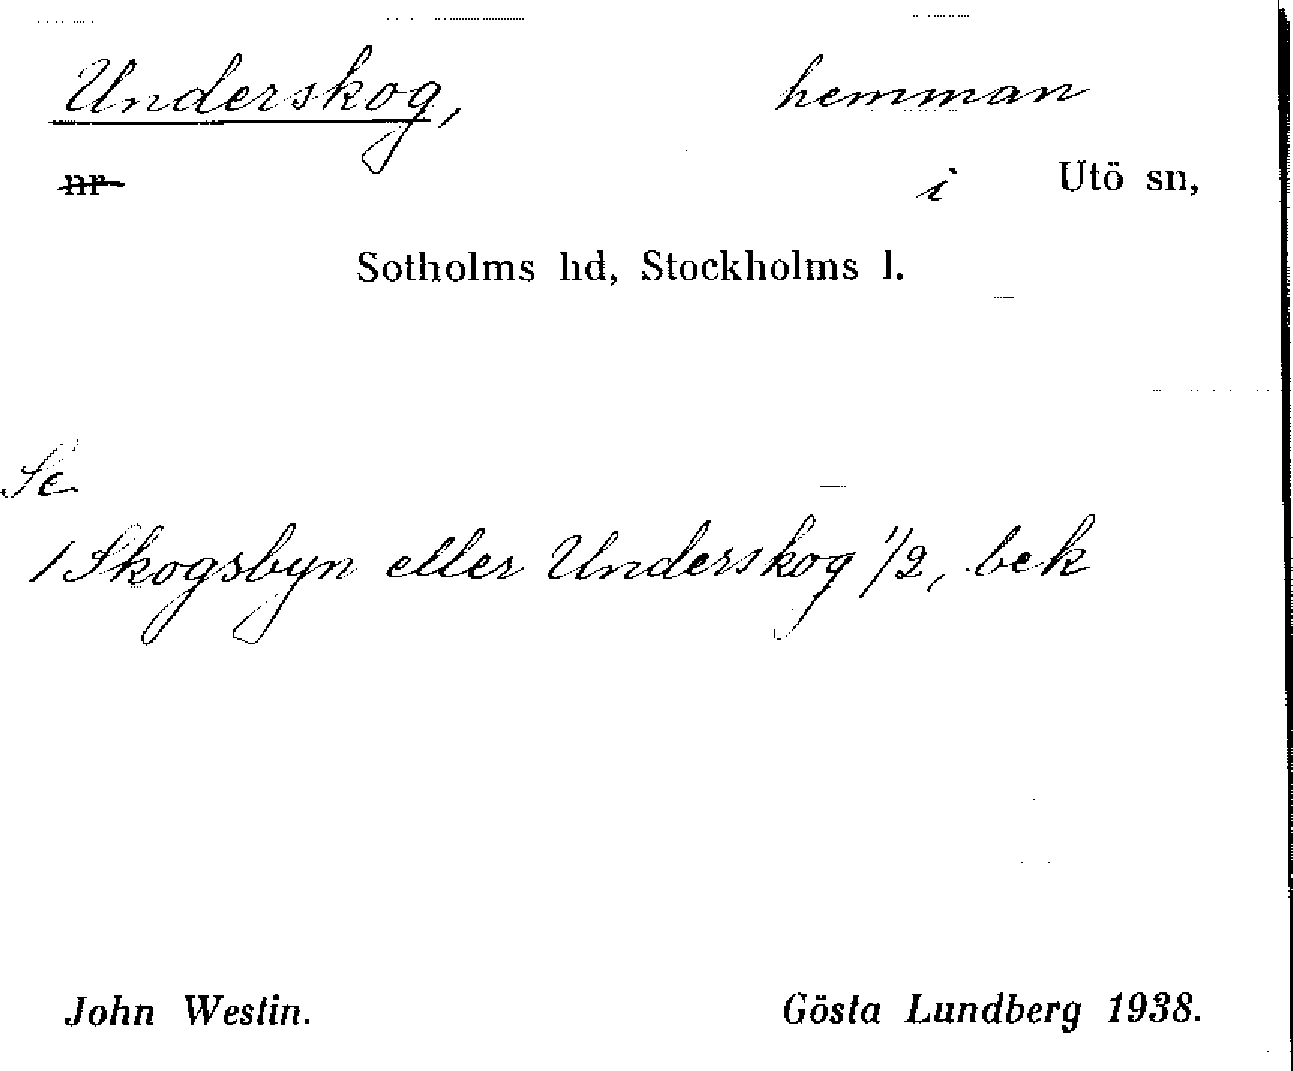 Underskog, hemman
nr i Utö sn,
Sotholms hd, Stockholms l.
Se
/Skogsbyn eller Underskog 1/2, bek
John Westin. Gösta Lundberg 1938.